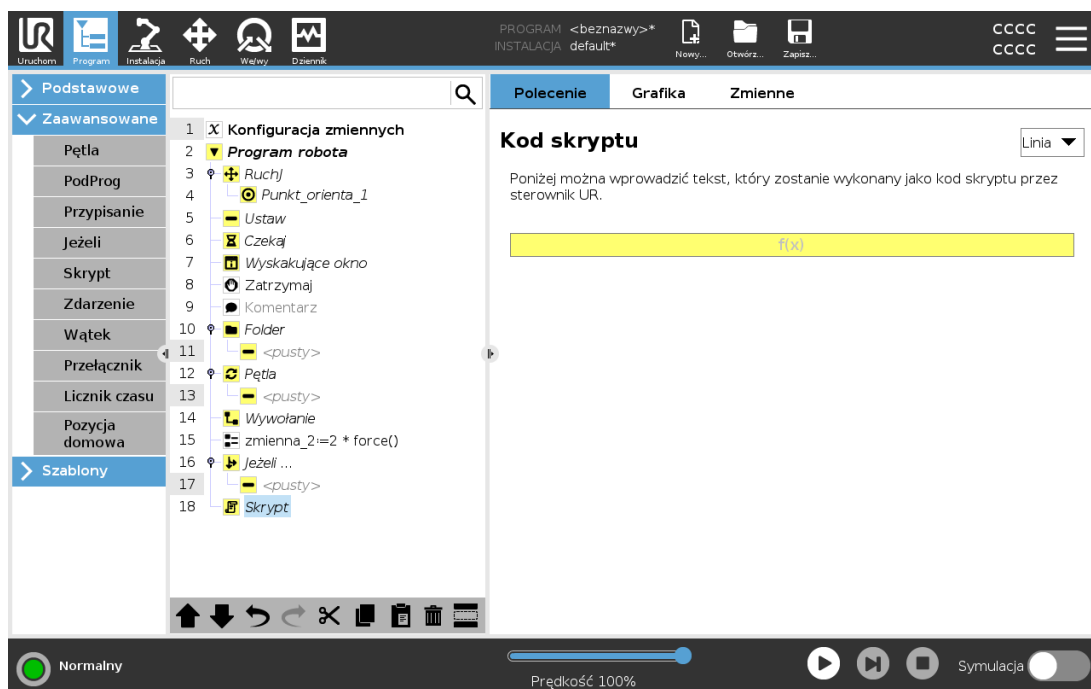 PROGRAM <beznazwy>*
INSTALACJA default*
CCCC
CCCC
Uruchom
Program
Instalacja
Ruch
We/wy
Dziennik
Nowy...
Otwórz...
Zapisz...
Podstawowe
Zaawansowane
Pętla
PodProg
Przypisanie
Jeżeli
Skrypt
Zdarzenie
Wątek
Przełącznik
Licznik czasu
Pozycja
domowa
Szablony
1 X Konfiguracja zmiennych
2 Program robota
3 RuchJ
4 Punkt_orienta_1
5 Ustaw
6 Czekaj
7 Wyskakujące okno
8 Zatrzymaj
9 Komentarz
10 Folder
11 <pusty>
12 Pętla
13 <pusty>
14 Wywołanie
15 zmienna_2≔2 * force()
16 Jeżeli ...
17 <pusty>
18 Skrypt
Polecenie Grafika Zmienne
Kod skryptu
Linia
Poniżej można wprowadzić tekst, który zostanie wykonany jako kod skryptu przez
sterownik UR.
f(x)
Normalny
Prędkość 100%
Symulacja